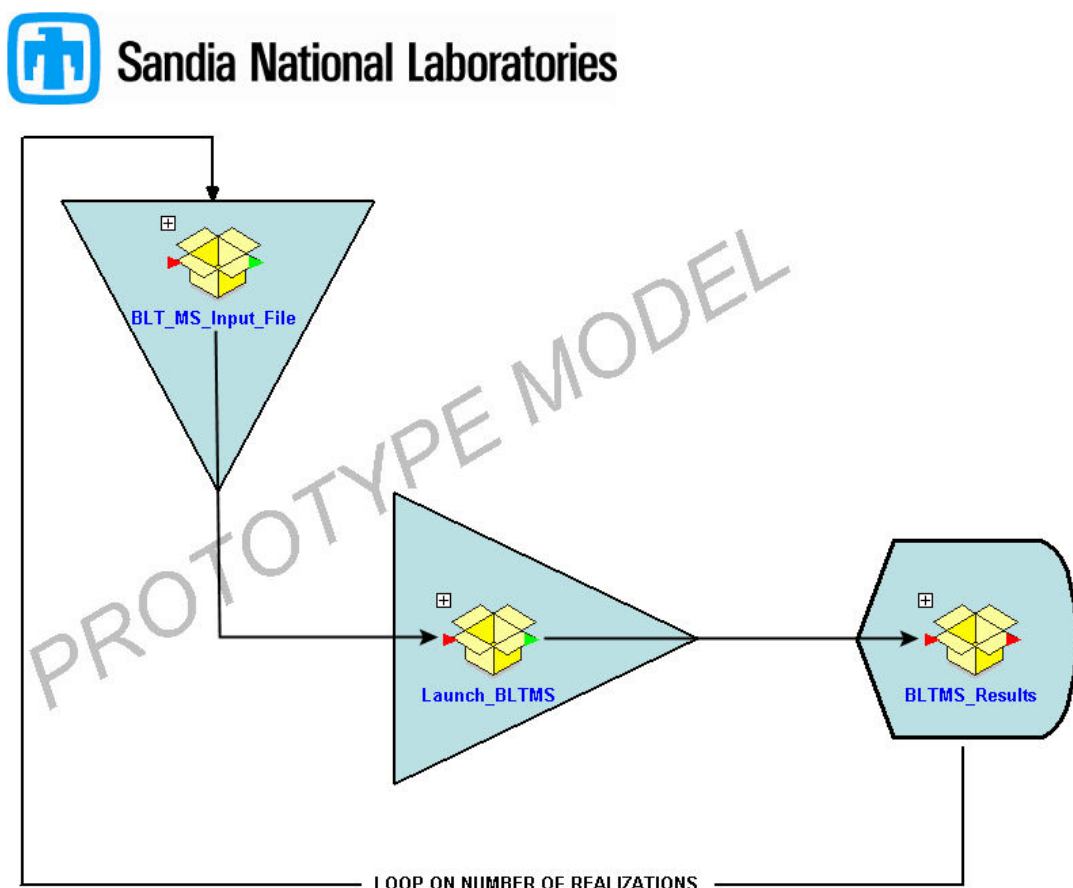 Sandia National Laboratories
BLT_MS_Input_File
PROTOTYPE MODEL
Launch_BLTMS
BLTMS_Results
LOOP ON NUMBER OF REALIZATIONS